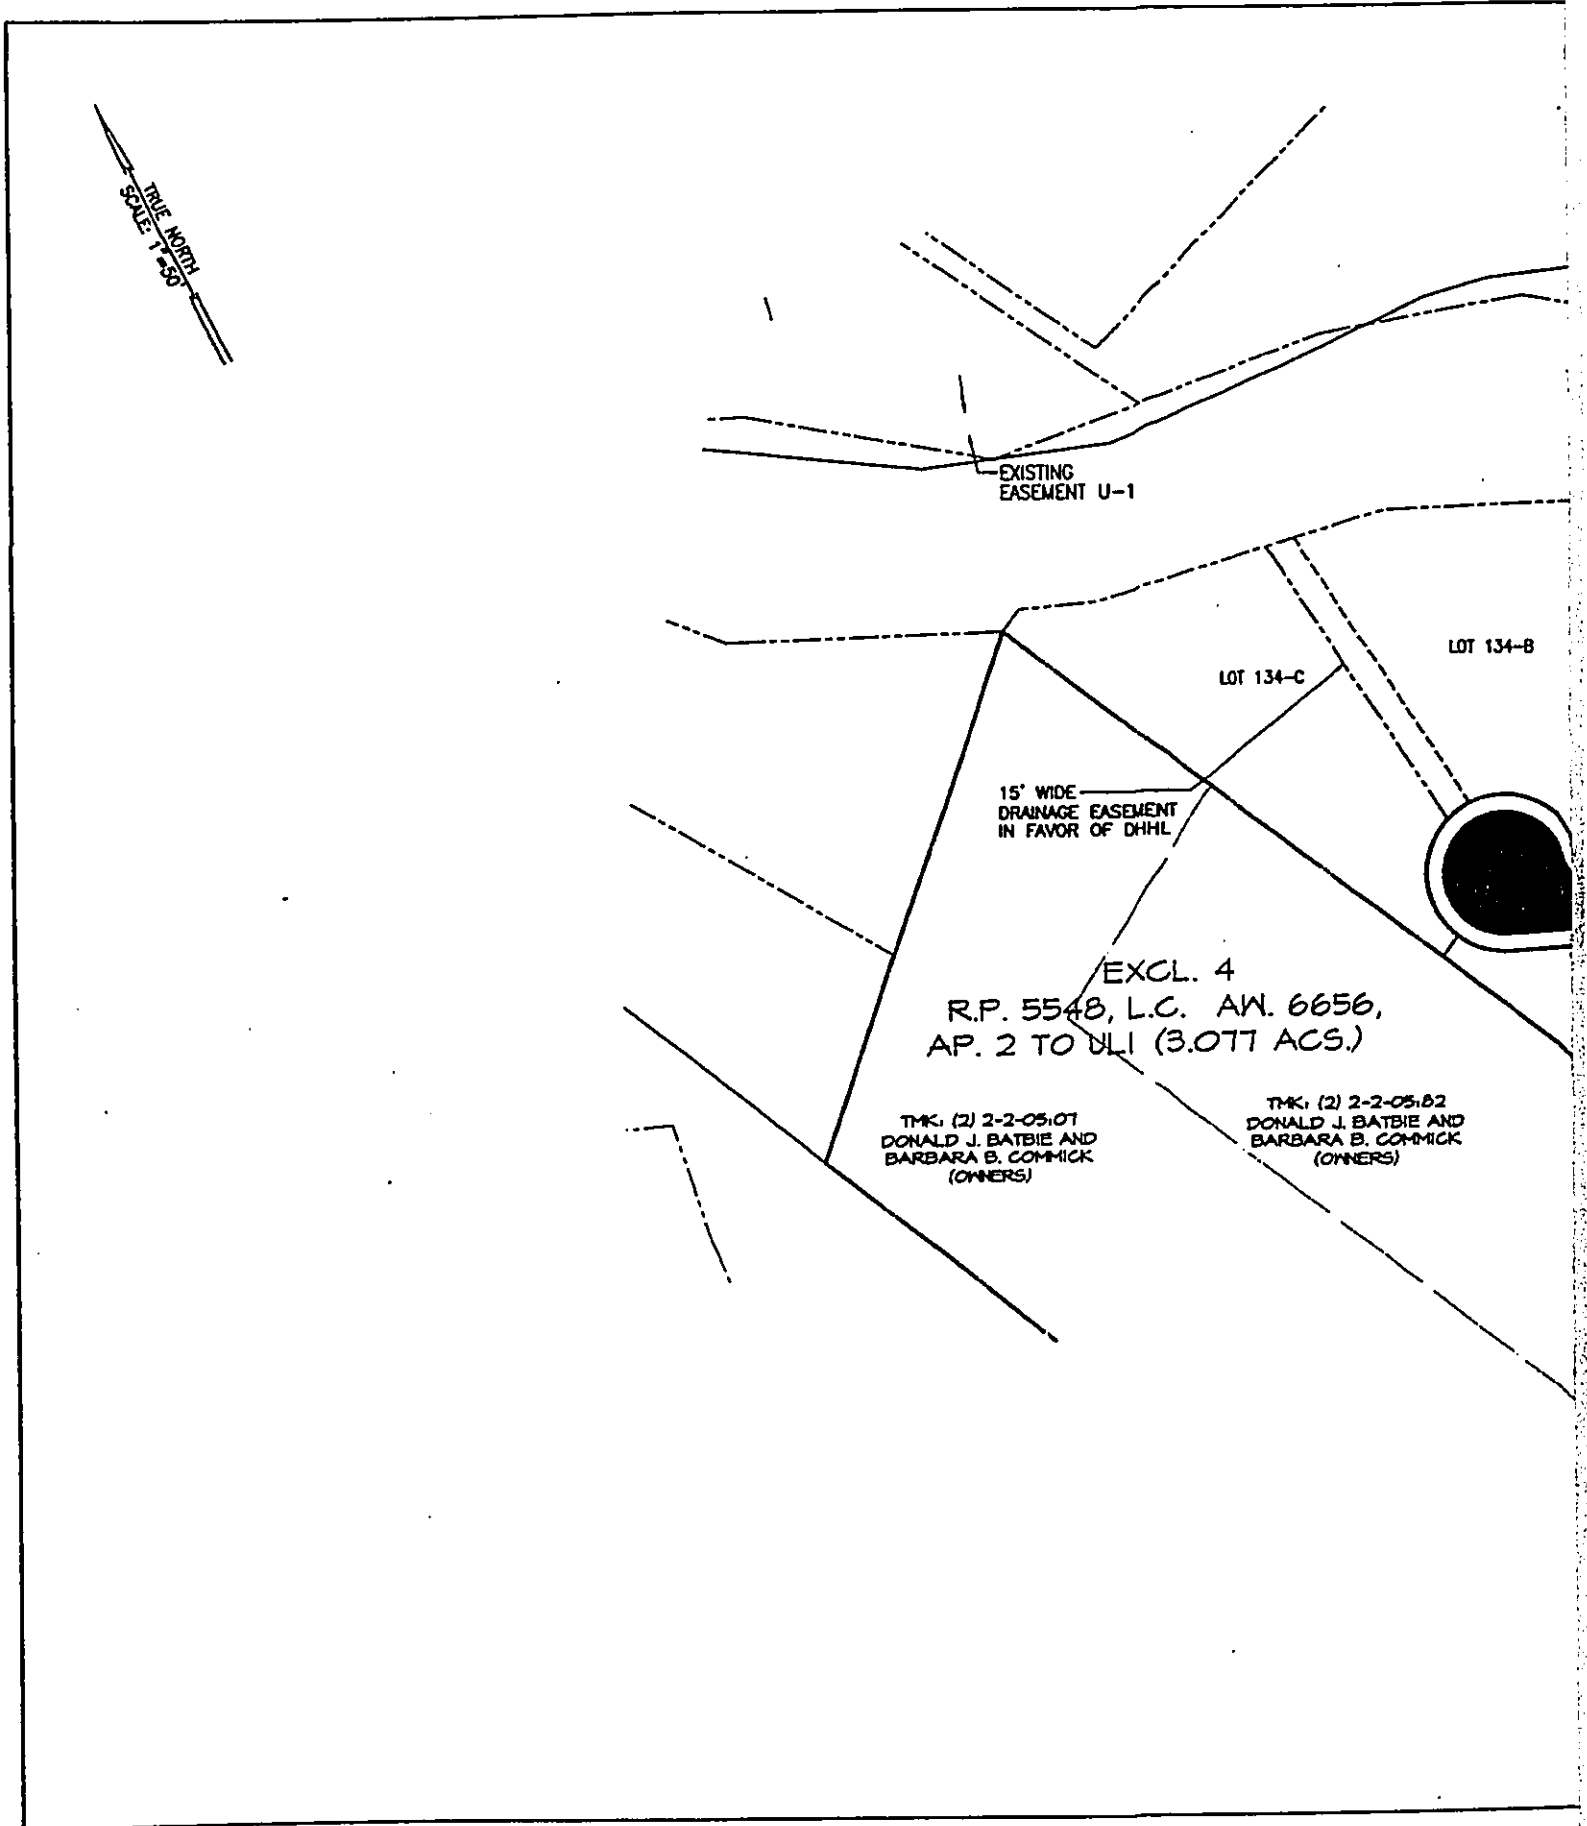 TRUE NORTH
SCALE: 1"=50'
EXISTING
EASEMENT U-1
LOT 134-B
LOT 134-C
15' WIDE
DRAINAGE EASEMENT
IN FAVOR OF DHHL
EXCL. 4
R.P. 5548, L.C. AW. 6656,
AP. 2 TO ULI (3.077 ACS.)
TMK: (2) 2-2-05:07
DONALD J. BATBIE AND
BARBARA B. COMMICK
(OWNERS)
TMK: (2) 2-2-05:82
DONALD J. BATBIE AND
BARBARA B. COMMICK
(OWNERS)